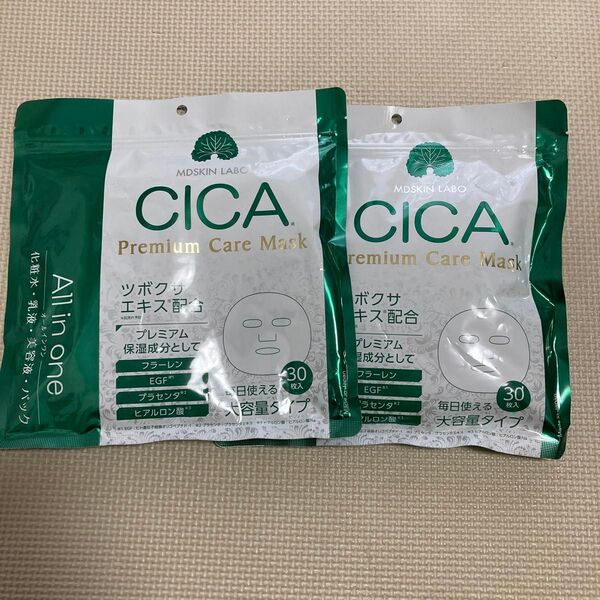 MDSKIN LABO
CICA
Premium Care Mask
ツボクサ
エキス配合
プレミアム
保湿成分として
フラーレン
EGF
プラセンタ
ヒアルロン酸
30
枚入
毎日使える
大容量タイプ
All in one
オールインワン
化粧水・乳液・美容液・パック
MDSKIN LABO
CICA
Premium Care Mask
ツボクサ
エキス配合
プレミアム
保湿成分として
フラーレン
EGF
プラセンタ
ヒアルロン酸
30
枚入
毎日使える
大容量タイプ